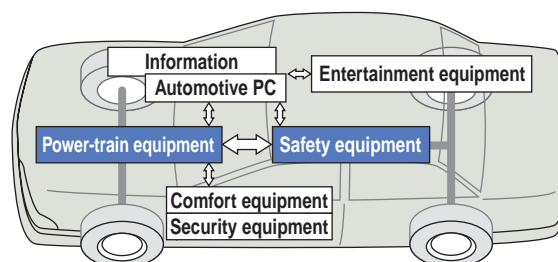 Information
Automotive PC
Entertainment equipment
Power-train equipment
Safety equipment
Comfort equipment
Security equipment